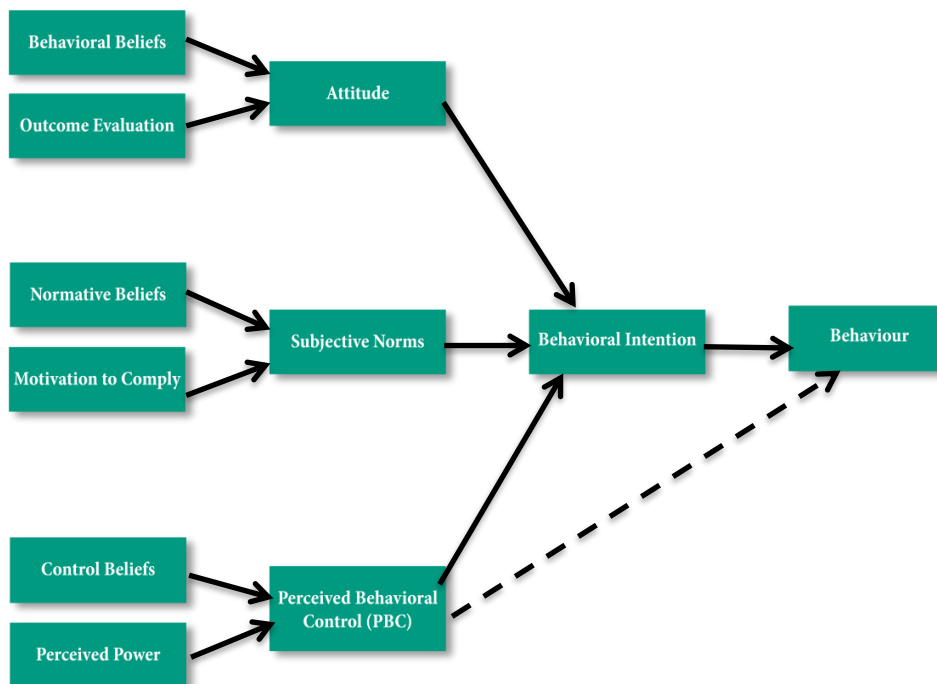 Behavioral Beliefs
Outcome Evaluation
Attitude
Normative Beliefs
Motivation to Comply
Subjective Norms
Behavioral Intention
Behaviour
Control Beliefs
Perceived Power
Perceived Behavioral
Control (PBC)